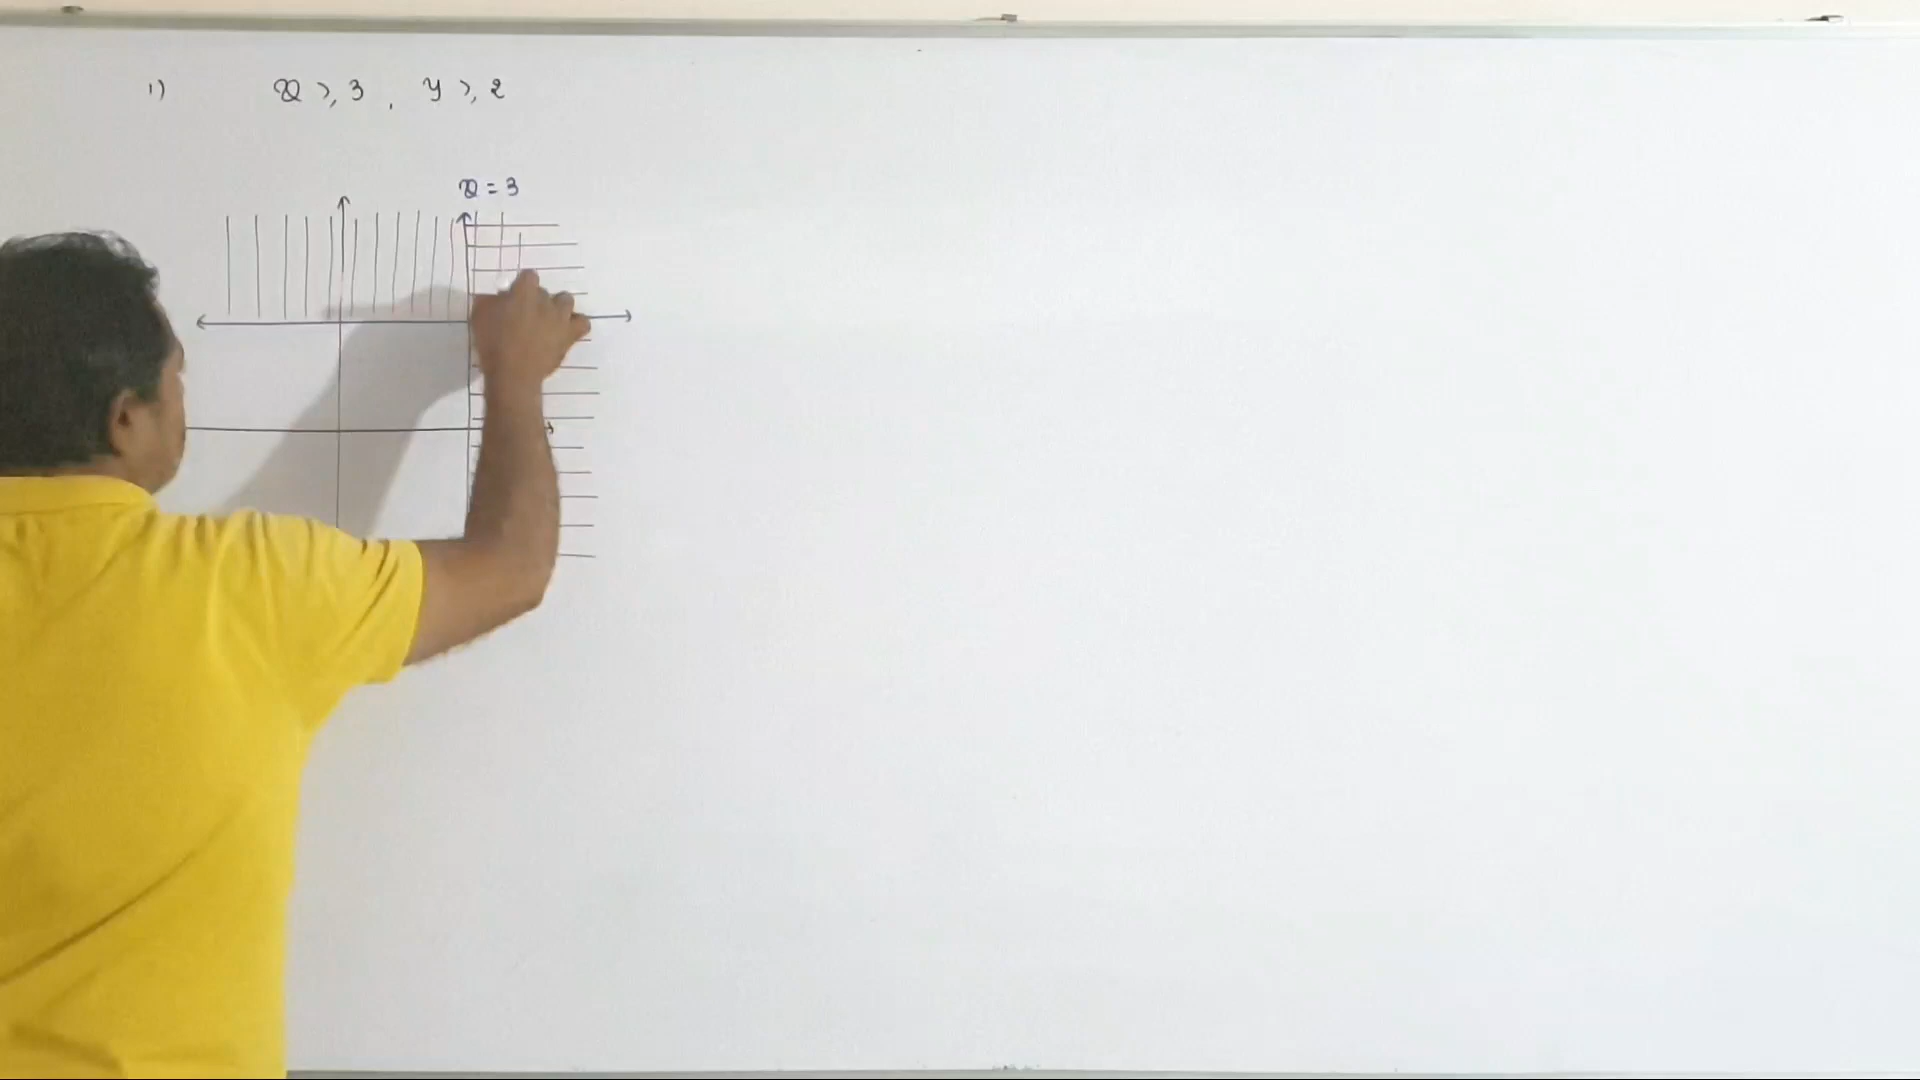 1) x ≥ 3 , y ≥ 2
x = 3